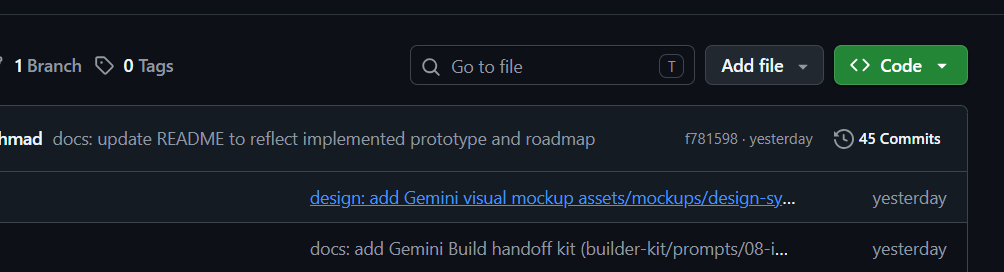 1 Branch 0 Tags Go to file T Add file Code
hmad docs: update README to reflect implemented prototype and roadmap f781598 · yesterday 45 Commits
design: add Gemini visual mockup assets/mockups/design-sy... yesterday
docs: add Gemini Build handoff kit (builder-kit/prompts/08-i... yesterday